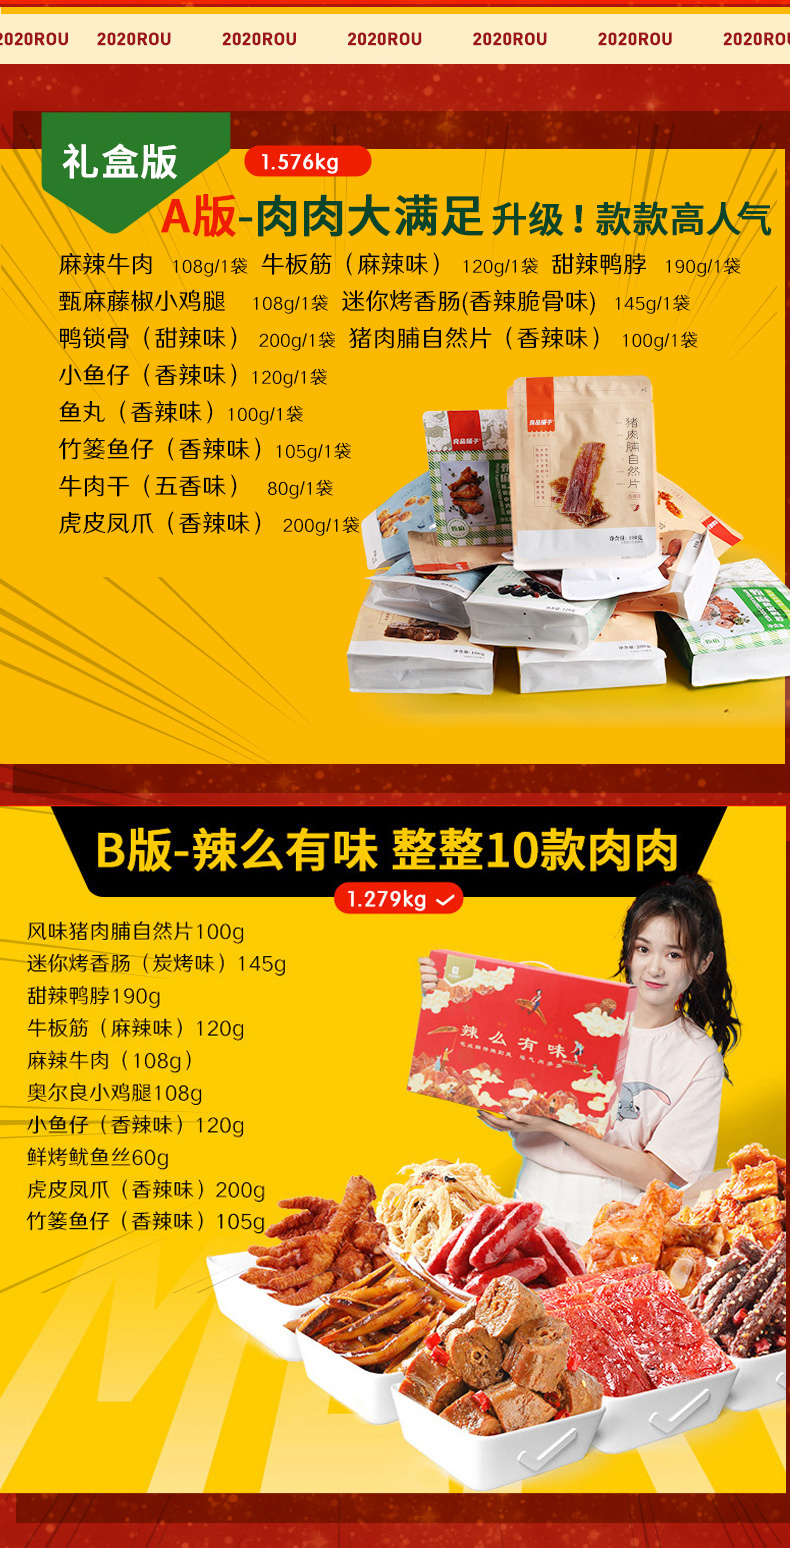 2020ROU 2020ROU 2020ROU 2020ROU 2020ROU 2020ROU 2020ROU
礼盒版
1.576kg
A版-肉肉大满足 升级！款款高人气
麻辣牛肉 108g/1袋 牛板筋（麻辣味） 120g/1袋 甜辣鸭脖 190g/1袋
甄麻藤椒小鸡腿 108g/1袋 迷你烤香肠(香辣脆骨味) 145g/1袋
鸭锁骨（甜辣味） 200g/1袋 猪肉脯自然片（香辣味） 100g/1袋
小鱼仔（香辣味）120g/1袋
鱼丸（香辣味）100g/1袋
竹篓鱼仔（香辣味）105g/1袋
牛肉干（五香味） 80g/1袋
虎皮凤爪（香辣味） 200g/1袋
良品铺子
良品铺子
猪肉脯自然片
净含量: 100克
B版-辣么有味 整整10款肉肉
1.279kg
风味猪肉脯自然片100g
迷你烤香肠（炭烤味）145g
甜辣鸭脖190g
牛板筋（麻辣味）120g
麻辣牛肉（108g）
奥尔良小鸡腿108g
小鱼仔（香辣味）120g
鲜烤鱿鱼丝60g
虎皮凤爪（香辣味）200g
竹篓鱼仔（香辣味）105g
辣么有味